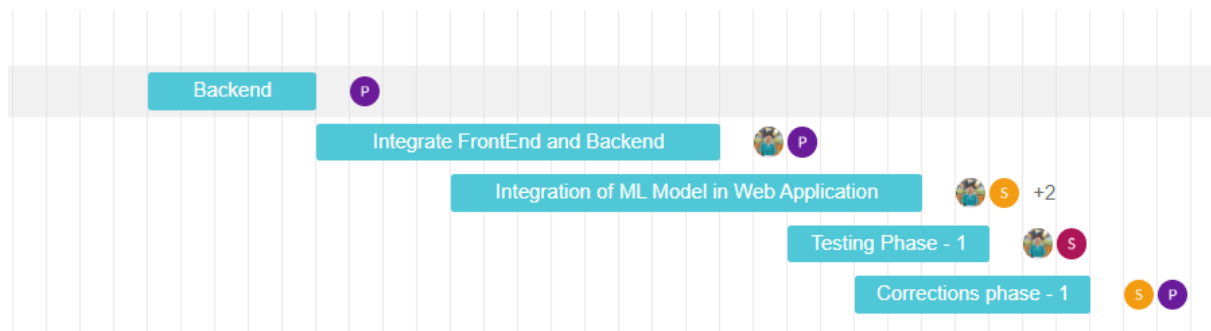 Backend P
Integrate FrontEnd and Backend P
Integration of ML Model in Web Application S +2
Testing Phase - 1 S
Corrections phase - 1 S P